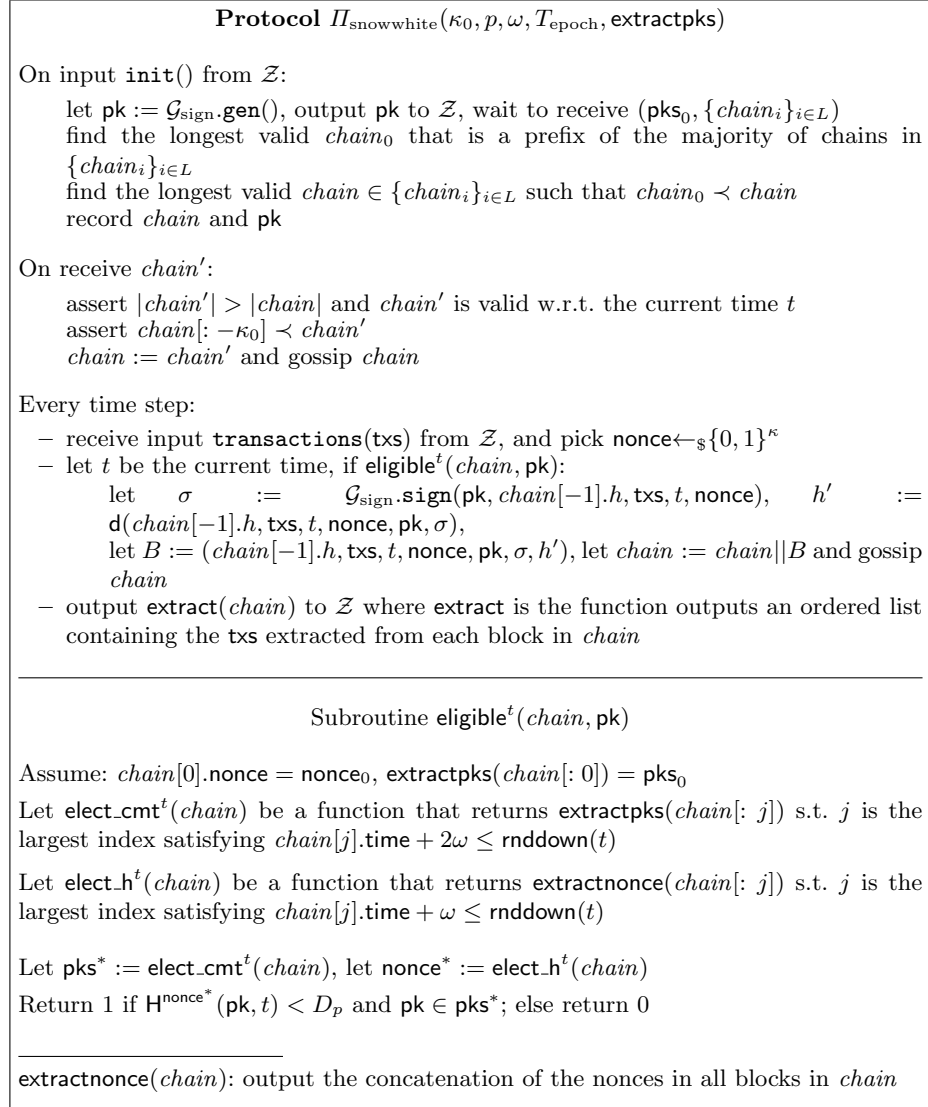 Protocol Π_snowwhite(κ₀, p, ω, T_epoch, extractpks)
On input init() from 𝒵:
let pk := 𝒢_sign.gen(), output pk to 𝒵, wait to receive (pks₀, {chain_i}_{i∈L})
find the longest valid chain₀ that is a prefix of the majority of chains in
{chain_i}_{i∈L}
find the longest valid chain ∈ {chain_i}_{i∈L} such that chain₀ ≺ chain
record chain and pk
On receive chain′:
assert |chain′| > |chain| and chain′ is valid w.r.t. the current time t
assert chain[: −κ₀] ≺ chain′
chain := chain′ and gossip chain
Every time step:
– receive input transactions(txs) from 𝒵, and pick nonce←$\{0, 1}^κ
– let t be the current time, if eligible^t(chain, pk):
let σ := 𝒢_sign.sign(pk, chain[−1].h, txs, t, nonce), h′ :=
d(chain[−1].h, txs, t, nonce, pk, σ),
let B := (chain[−1].h, txs, t, nonce, pk, σ, h′), let chain := chain||B and gossip
chain
– output extract(chain) to 𝒵 where extract is the function outputs an ordered list
containing the txs extracted from each block in chain
Subroutine eligible^t(chain, pk)
Assume: chain[0].nonce = nonce₀, extractpks(chain[: 0]) = pks₀
Let elect_cmt^t(chain) be a function that returns extractpks(chain[: j]) s.t. j is the
largest index satisfying chain[j].time + 2ω ≤ rnddown(t)
Let elect_h^t(chain) be a function that returns extractnonce(chain[: j]) s.t. j is the
largest index satisfying chain[j].time + ω ≤ rnddown(t)
Let pks* := elect_cmt^t(chain), let nonce* := elect_h^t(chain)
Return 1 if H^{nonce*}(pk, t) < D_p and pk ∈ pks*; else return 0
extractnonce(chain): output the concatenation of the nonces in all blocks in chain